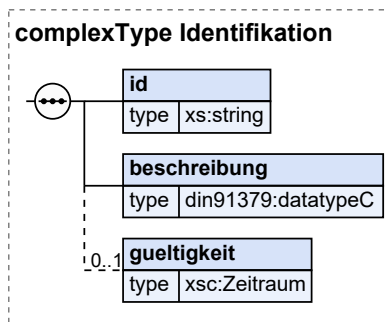 complexType Identifikation
id
type xs:string
beschreibung
type din91379:datatypeC
0..1
gueltigkeit
type xsc:Zeitraum